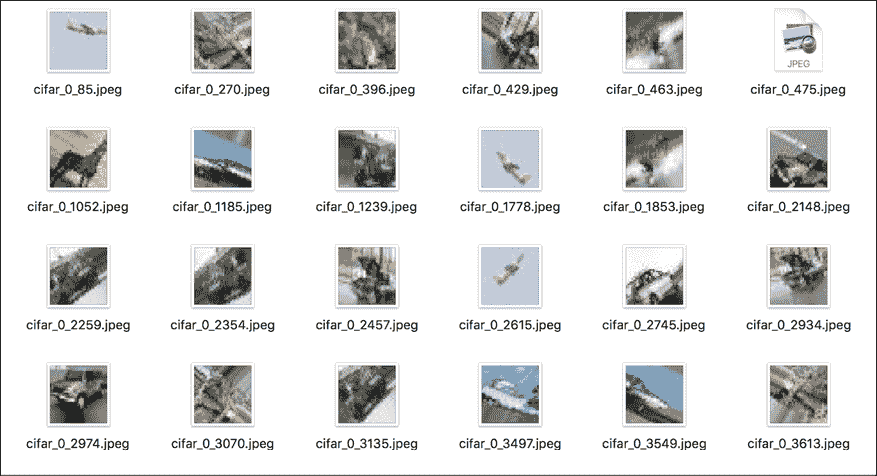 cifar_0_85.jpeg cifar_0_270.jpeg cifar_0_396.jpeg cifar_0_429.jpeg cifar_0_463.jpeg JPEG cifar_0_475.jpeg
cifar_0_1052.jpeg cifar_0_1185.jpeg cifar_0_1239.jpeg cifar_0_1778.jpeg cifar_0_1853.jpeg cifar_0_2148.jpeg
cifar_0_2259.jpeg cifar_0_2354.jpeg cifar_0_2457.jpeg cifar_0_2615.jpeg cifar_0_2745.jpeg cifar_0_2934.jpeg
cifar_0_2974.jpeg cifar_0_3070.jpeg cifar_0_3135.jpeg cifar_0_3497.jpeg cifar_0_3549.jpeg cifar_0_3613.jpeg